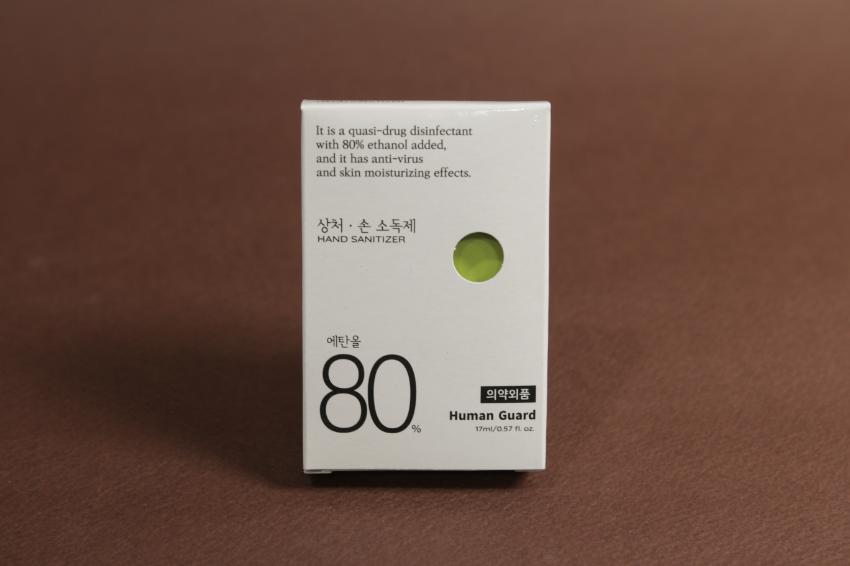 It is a quasi-drug disinfectant
with 80% ethanol added,
and it has anti-virus
and skin moisturizing effects.
상처 · 손 소독제
HAND SANITIZER
에탄올
80%
의약외품
Human Guard
17ml/0.57 fl. oz.